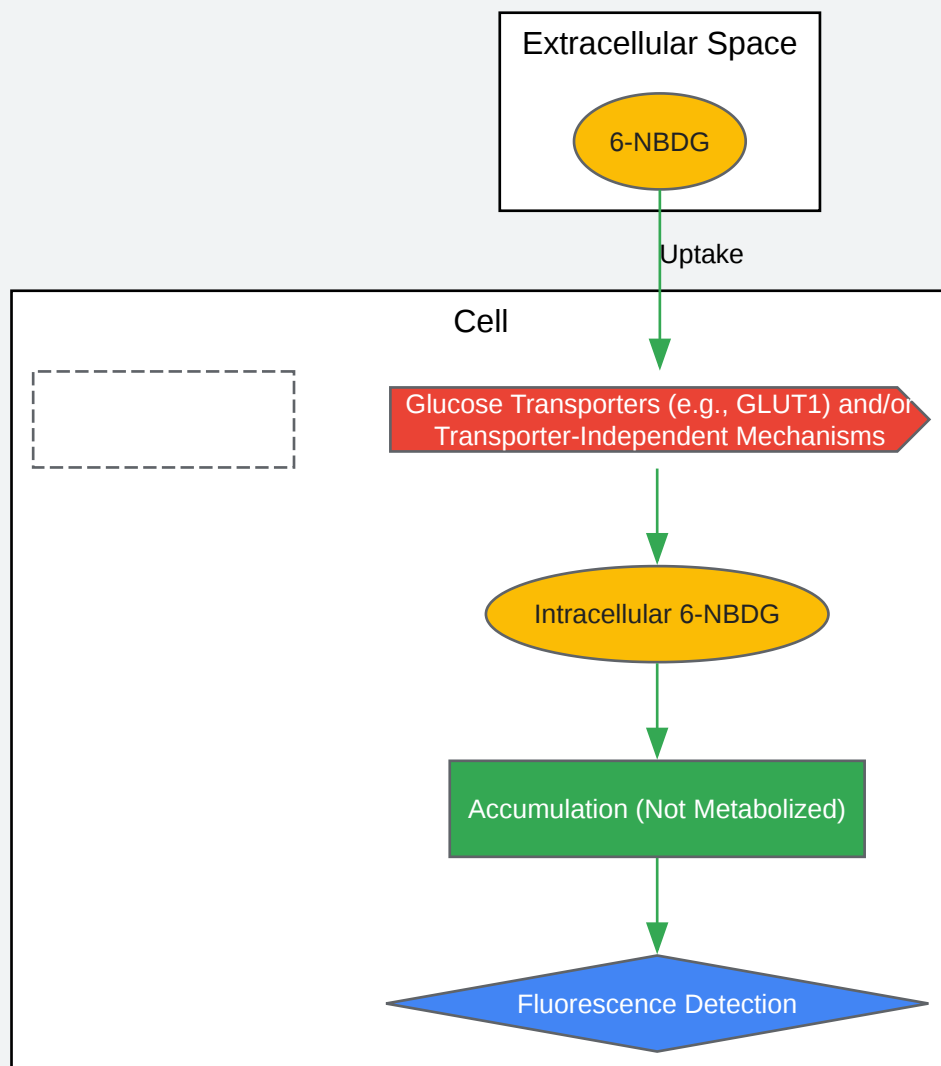 Extracellular Space
6-NBDG
Uptake
Cell
Glucose Transporters (e.g., GLUT1) and/or
Transporter-Independent Mechanisms
Intracellular 6-NBDG
Accumulation (Not Metabolized)
Fluorescence Detection